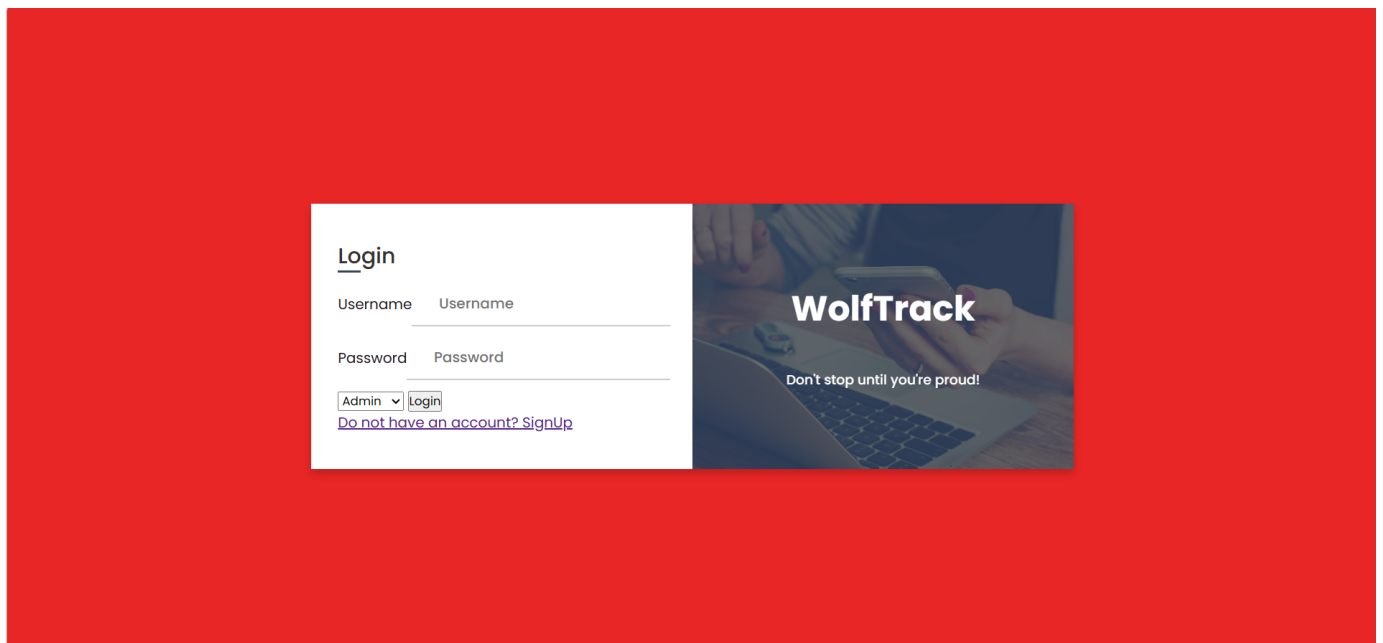 Login
Username Username
Password Password
Admin Login
Do not have an account? SignUp
WolfTrack
Don't stop until you're proud!